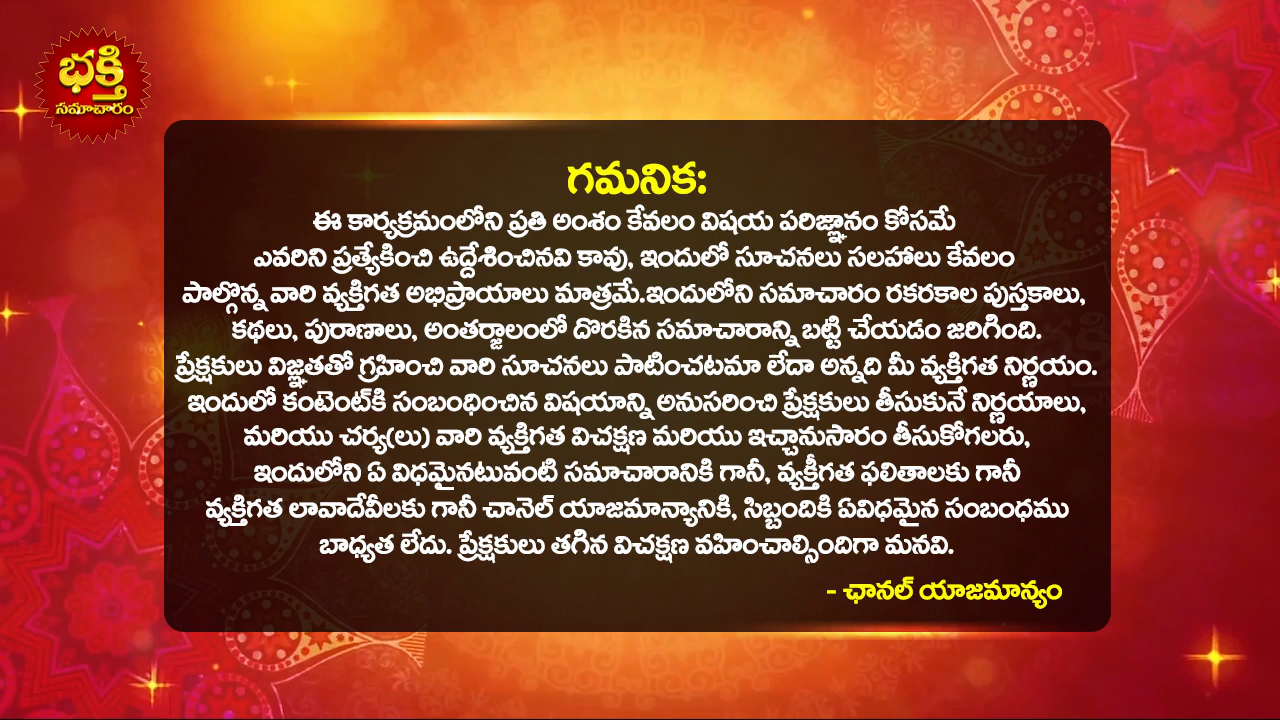 భక్తి
సమాచారం
గమనిక:
ఈ కార్యక్రమంలోని ప్రతి అంశం కేవలం విషయ పరిజ్ఞానం కోసమే
ఎవరిని ప్రత్యేకించి ఉద్దేశించినవి కావు, ఇందులో సూచనలు సలహాలు కేవలం
పాల్గొన్న వారి వ్యక్తిగత అభిప్రాయాలు మాత్రమే.ఇందులోని సమాచారం రకరకాల పుస్తకాలు,
కథలు, పురాణాలు, అంతర్జాలంలో దొరకిన సమాచారాన్ని బట్టి చేయడం జరిగింది.
ప్రేక్షకులు విజ్ఞతతో గ్రహించి వారి సూచనలు పాటించటమా లేదా అన్నది మీ వ్యక్తిగత నిర్ణయం.
ఇందులో కంటెంట్‌కి సంబంధించిన విషయాన్ని అనుసరించి ప్రేక్షకులు తీసుకునే నిర్ణయాలు,
మరియు చర్య(లు) వారి వ్యక్తిగత విచక్షణ మరియు ఇచ్చానుసారం తీసుకోగలరు,
ఇందులోని ఏ విధమైనటువంటి సమాచారానికి గానీ, వ్యక్తీగత ఫలితాలకు గానీ
వ్యక్తిగత లావాదేవీలకు గానీ చానెల్ యాజమాన్యానికి, సిబ్బందికి ఏవిధమైన సంబంధము
బాధ్యత లేదు. ప్రేక్షకులు తగిన విచక్షణ వహించాల్సిందిగా మనవి.
- ఛానల్ యాజమాన్యం